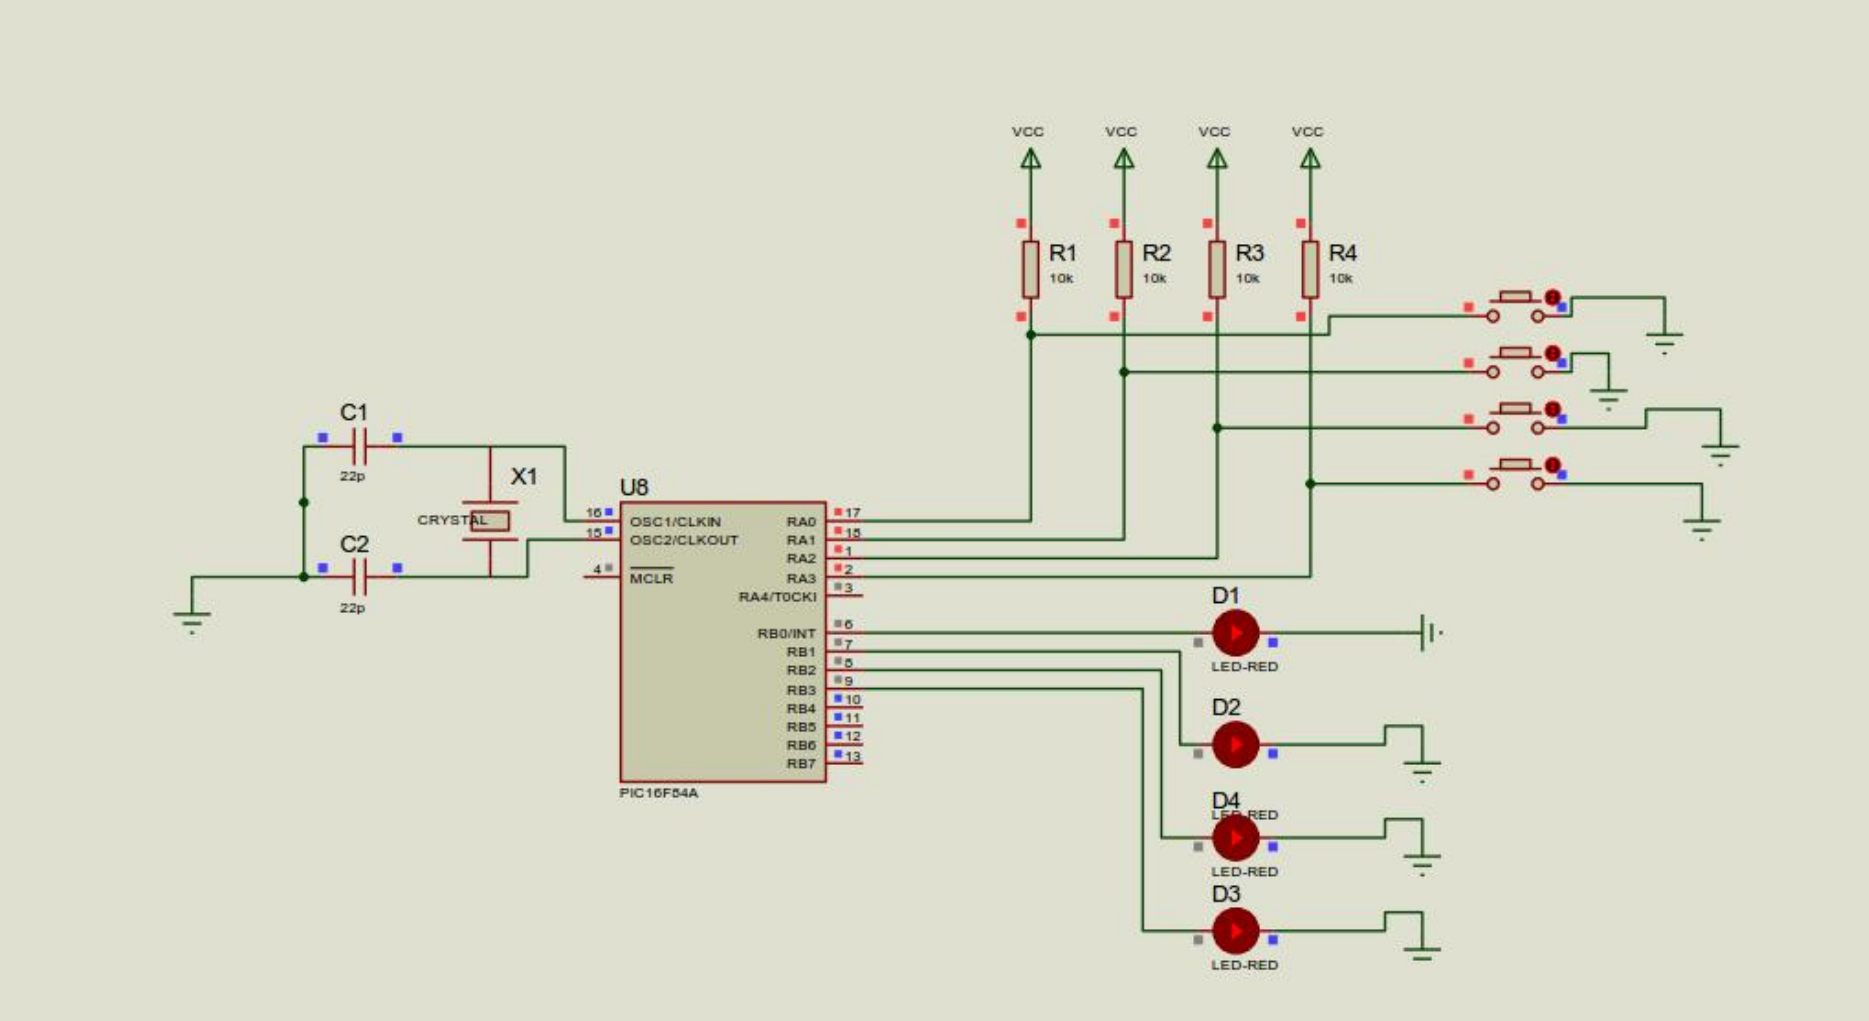 VCC VCC VCC VCC
R1 R2 R3 R4
10k 10k 10k 10k
C1
22p
X1
CRYSTAL
C2
22p
U8
16 OSC1/CLKIN RA0 17
15 OSC2/CLKOUT RA1 18
RA2 1
4 MCLR RA3 2
RA4/T0CKI 3
RB0/INT 6
RB1 7
RB2 8
RB3 9
RB4 10
RB5 11
RB6 12
RB7 13
PIC16F84A
D1
LED-RED
D2
LED-RED
D4
LED-RED
D3
LED-RED